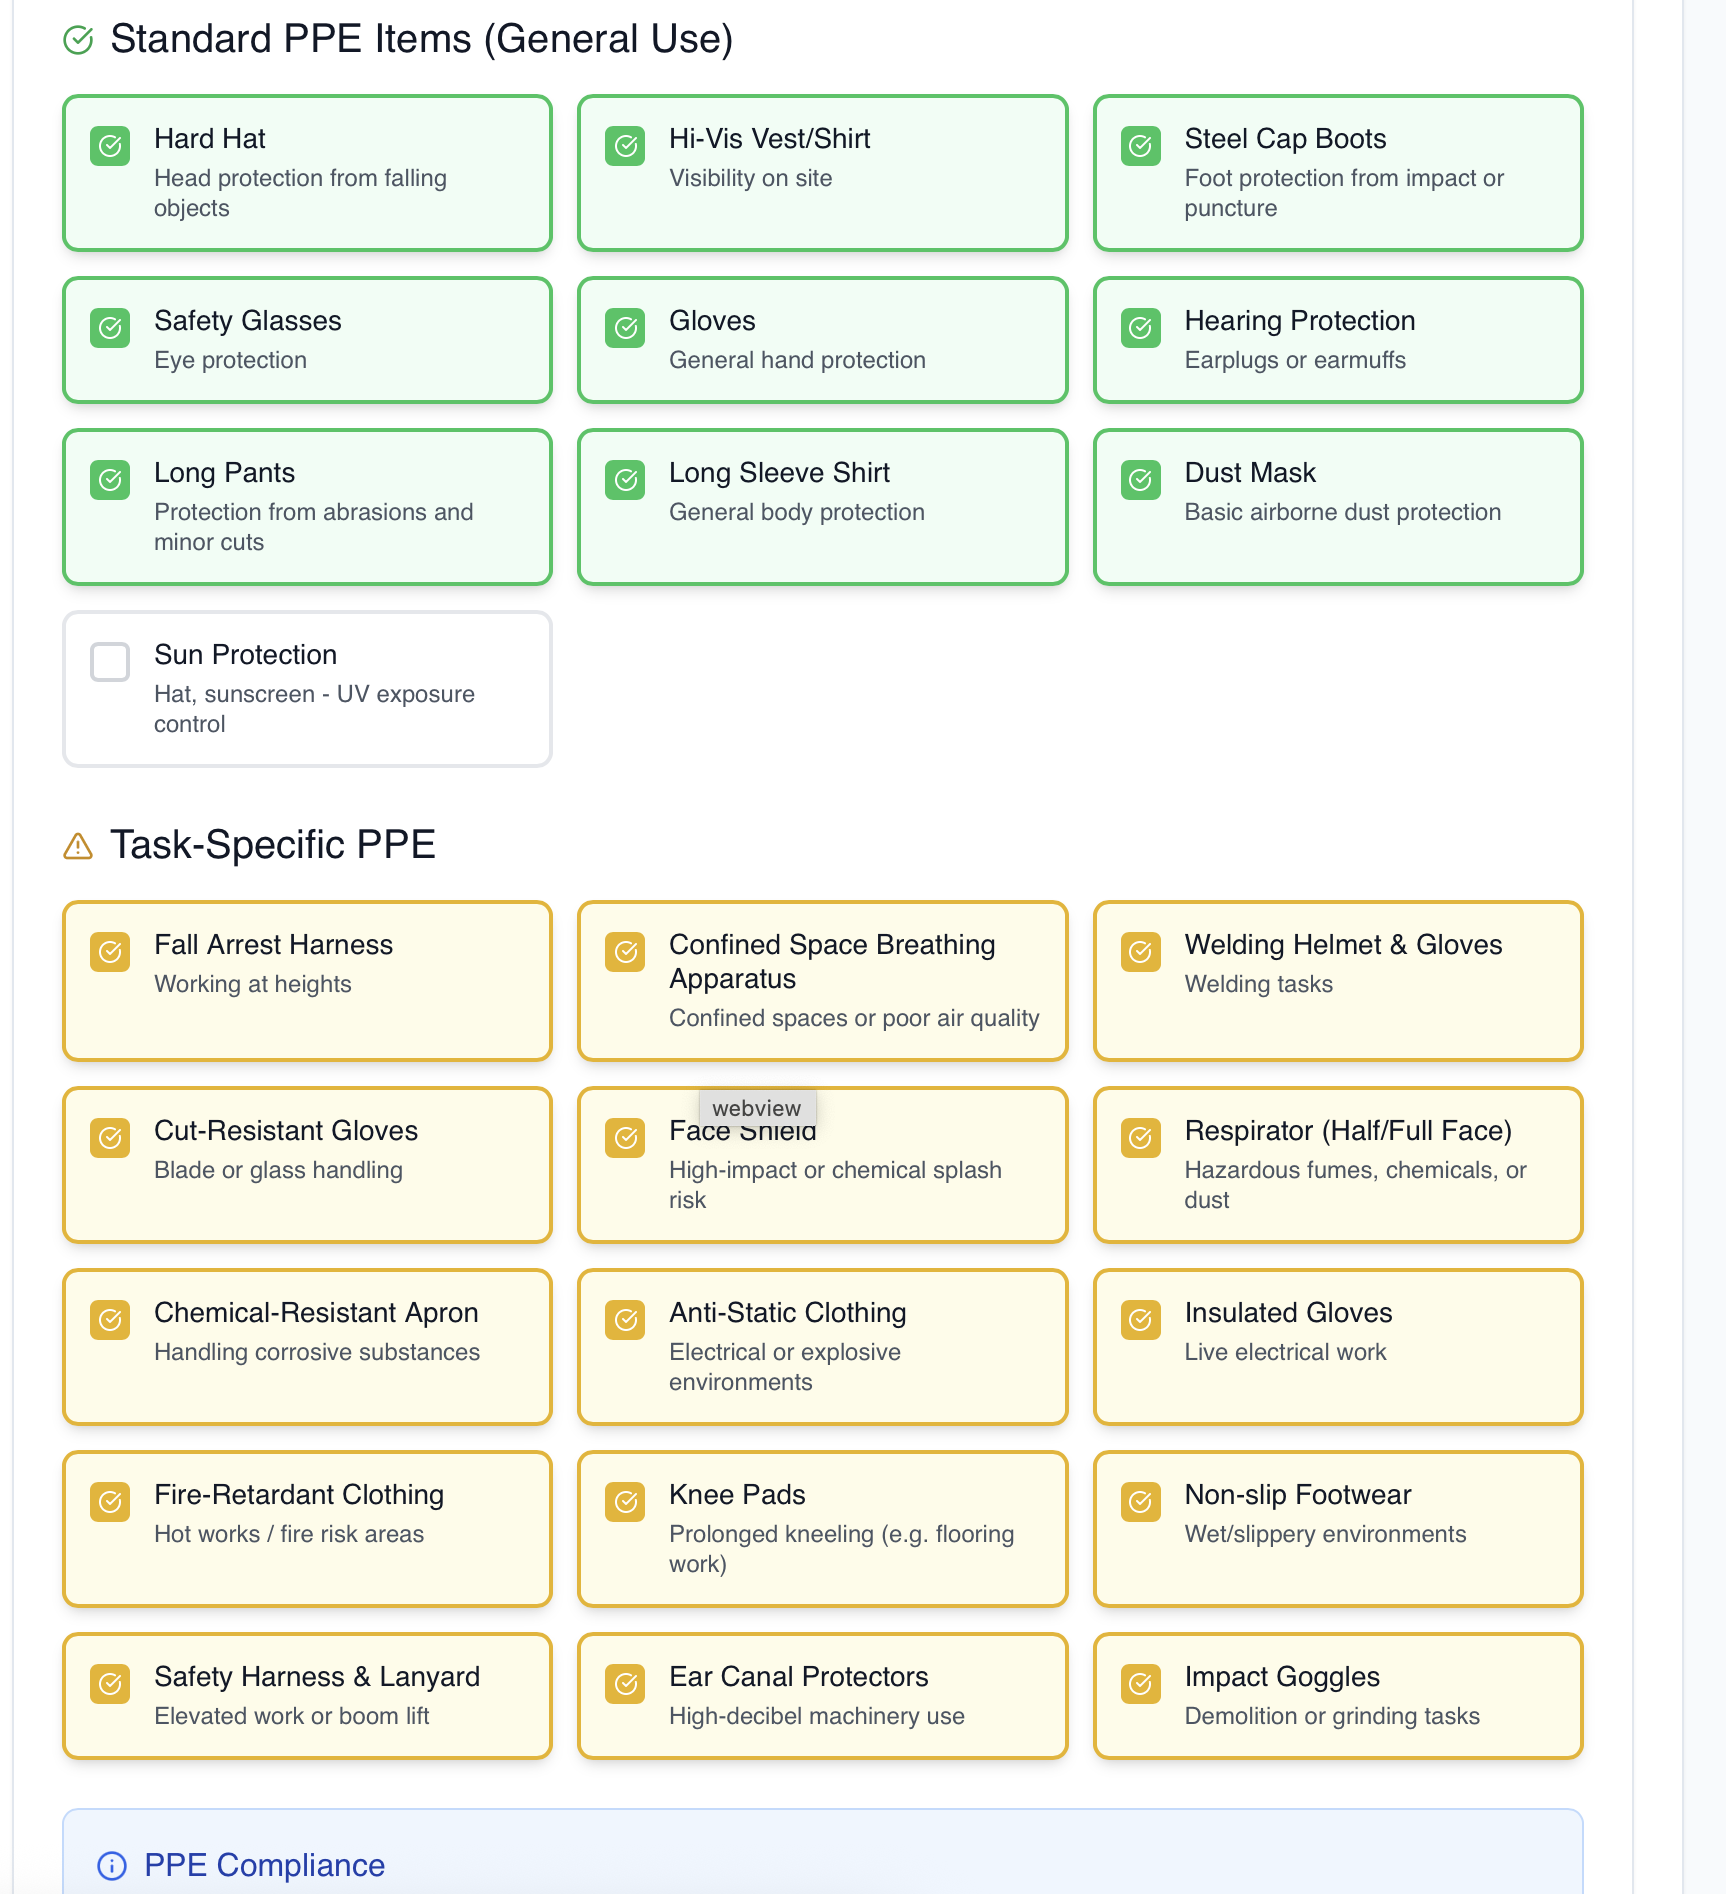 Standard PPE Items (General Use)
Hard Hat
Head protection from falling
objects
Hi-Vis Vest/Shirt
Visibility on site
Steel Cap Boots
Foot protection from impact or
puncture
Safety Glasses
Eye protection
Gloves
General hand protection
Hearing Protection
Earplugs or earmuffs
Long Pants
Protection from abrasions and
minor cuts
Long Sleeve Shirt
General body protection
Dust Mask
Basic airborne dust protection
Sun Protection
Hat, sunscreen - UV exposure
control
Task-Specific PPE
Fall Arrest Harness
Working at heights
Confined Space Breathing
Apparatus
Confined spaces or poor air quality
Welding Helmet & Gloves
Welding tasks
Cut-Resistant Gloves
Blade or glass handling
webview
Face Shield
High-impact or chemical splash
risk
Respirator (Half/Full Face)
Hazardous fumes, chemicals, or
dust
Chemical-Resistant Apron
Handling corrosive substances
Anti-Static Clothing
Electrical or explosive
environments
Insulated Gloves
Live electrical work
Fire-Retardant Clothing
Hot works / fire risk areas
Knee Pads
Prolonged kneeling (e.g. flooring
work)
Non-slip Footwear
Wet/slippery environments
Safety Harness & Lanyard
Elevated work or boom lift
Ear Canal Protectors
High-decibel machinery use
Impact Goggles
Demolition or grinding tasks
PPE Compliance